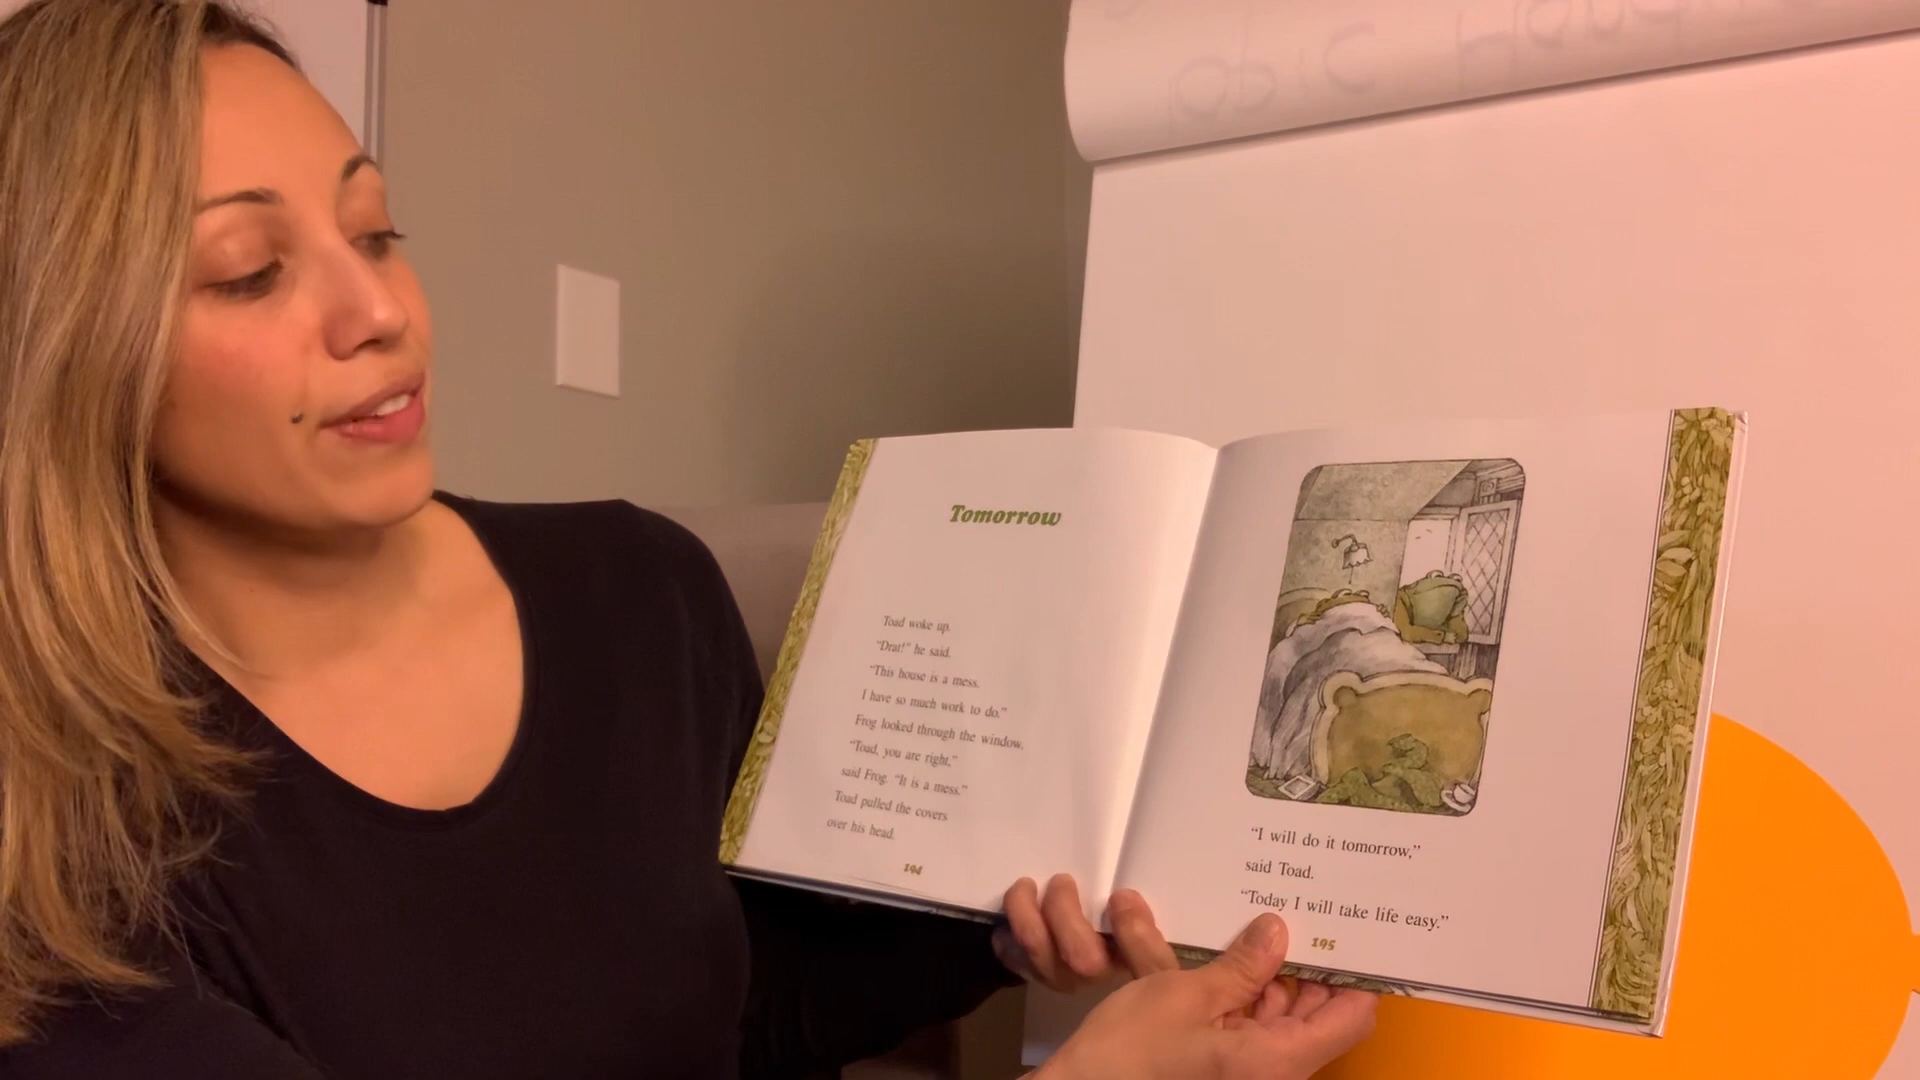 Tomorrow
Toad woke up.
“Drat!” he said.
“This house is a mess.
I have so much work to do.”
Frog looked through the window.
“Toad, you are right,”
said Frog. “It is a mess.”
Toad pulled the covers
over his head.
194
“I will do it tomorrow,”
said Toad.
“Today I will take life easy.”
195